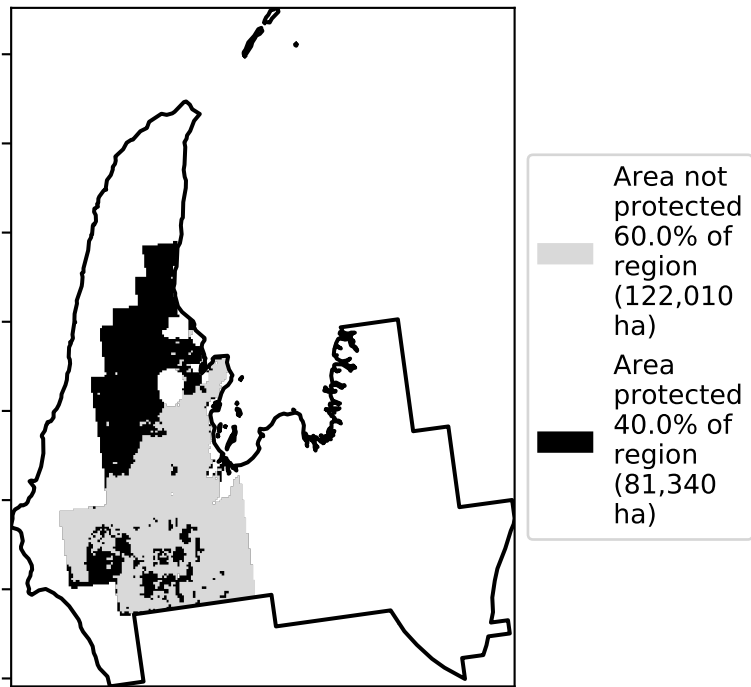 Area not
protected
60.0% of
region
(122,010
ha)
Area
protected
40.0% of
region
(81,340
ha)